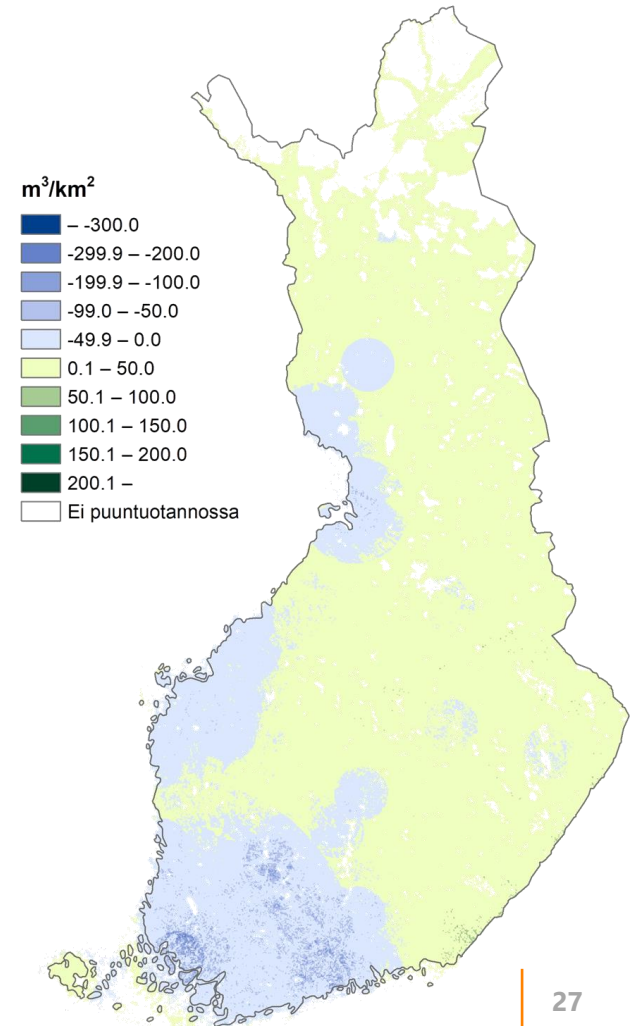 m³/km²
– -300.0
-299.9 – -200.0
-199.9 – -100.0
-99.0 – -50.0
-49.9 – 0.0
0.1 – 50.0
50.1 – 100.0
100.1 – 150.0
150.1 – 200.0
200.1 –
Ei puuntuotannossa
27